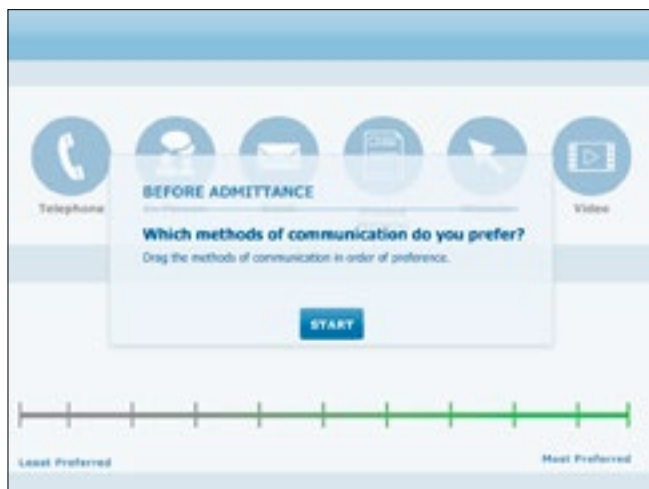 Telephone
Video
BEFORE ADMITTANCE
Which methods of communication do you prefer?
Drag the methods of communication in order of preference.
START
Least Preferred
Most Preferred